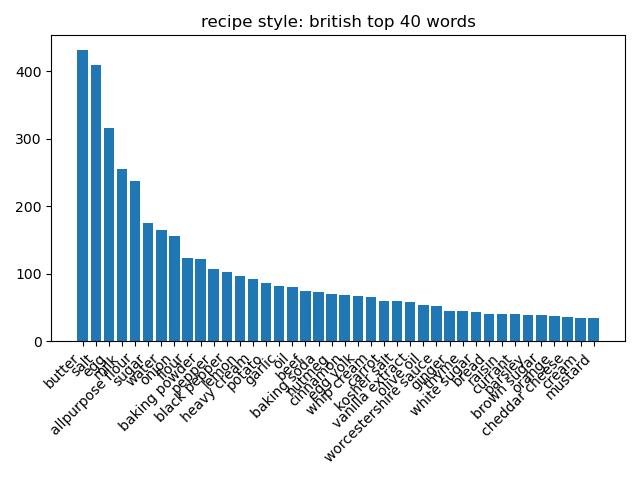 recipe style: british top 40 words
400
300
200
100
0
butter
salt
egg
milk
allpurpose flour
sugar
water
onion
flour
baking powder
pepper
black pepper
lemon
heavy cream
potato
garlic
oil
beef
baking soda
nutmeg
cinnamon
egg yolk
whip cream
carrot
kosher salt
vanilla extract
olive oil
worcestershire sauce
ginger
thyme
white sugar
bread
raisin
currant
parsley
brown sugar
orange
cheddar cheese
cream
mustard